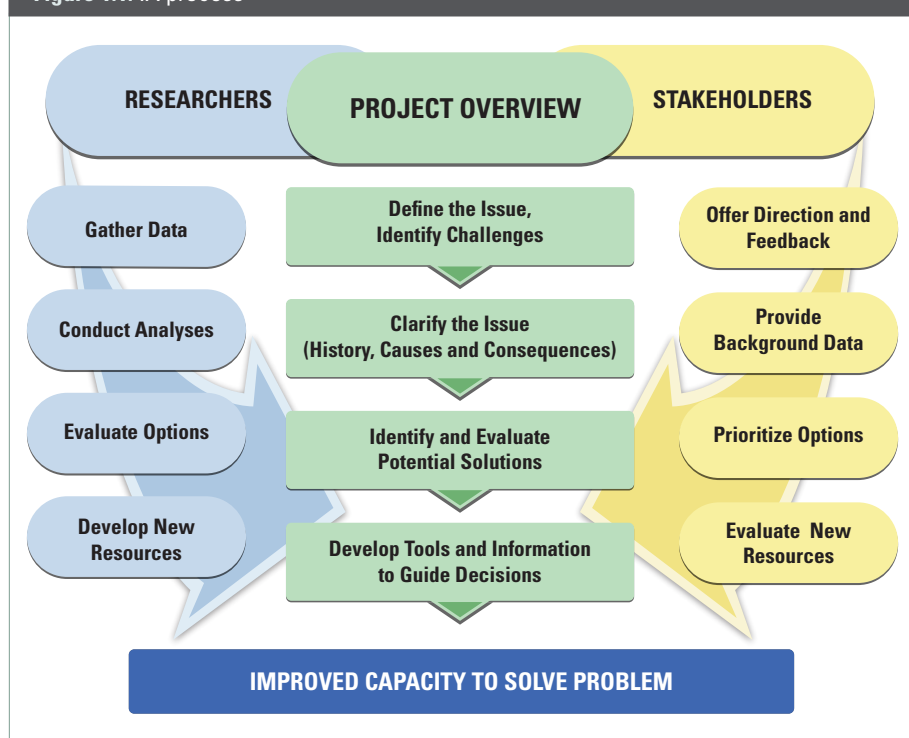 RESEARCHERS
PROJECT OVERVIEW
STAKEHOLDERS
Gather Data
Define the Issue,
Identify Challenges
Offer Direction and
Feedback
Conduct Analyses
Clarify the Issue
(History, Causes and Consequences)
Provide
Background Data
Evaluate Options
Identify and Evaluate
Potential Solutions
Prioritize Options
Develop New
Resources
Develop Tools and Information
to Guide Decisions
Evaluate New
Resources
IMPROVED CAPACITY TO SOLVE PROBLEM